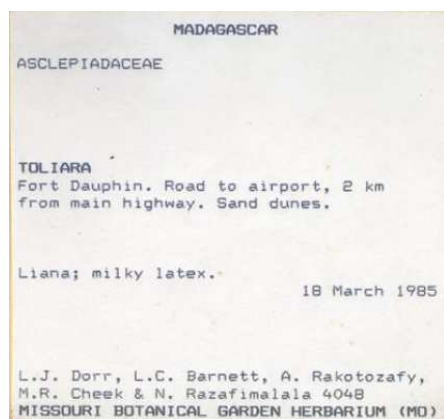 MADAGASCAR
ASCLEPIADACEAE
TOLIARA
Fort Dauphin. Road to airport, 2 km
from main highway. Sand dunes.
Liana; milky latex.
18 March 1985
L.J. Dorr, L.C. Barnett, A. Rakotozafy,
M.R. Cheek & N. Razafimalala 4048
MISSOURI BOTANICAL GARDEN HERBARIUM (MO)